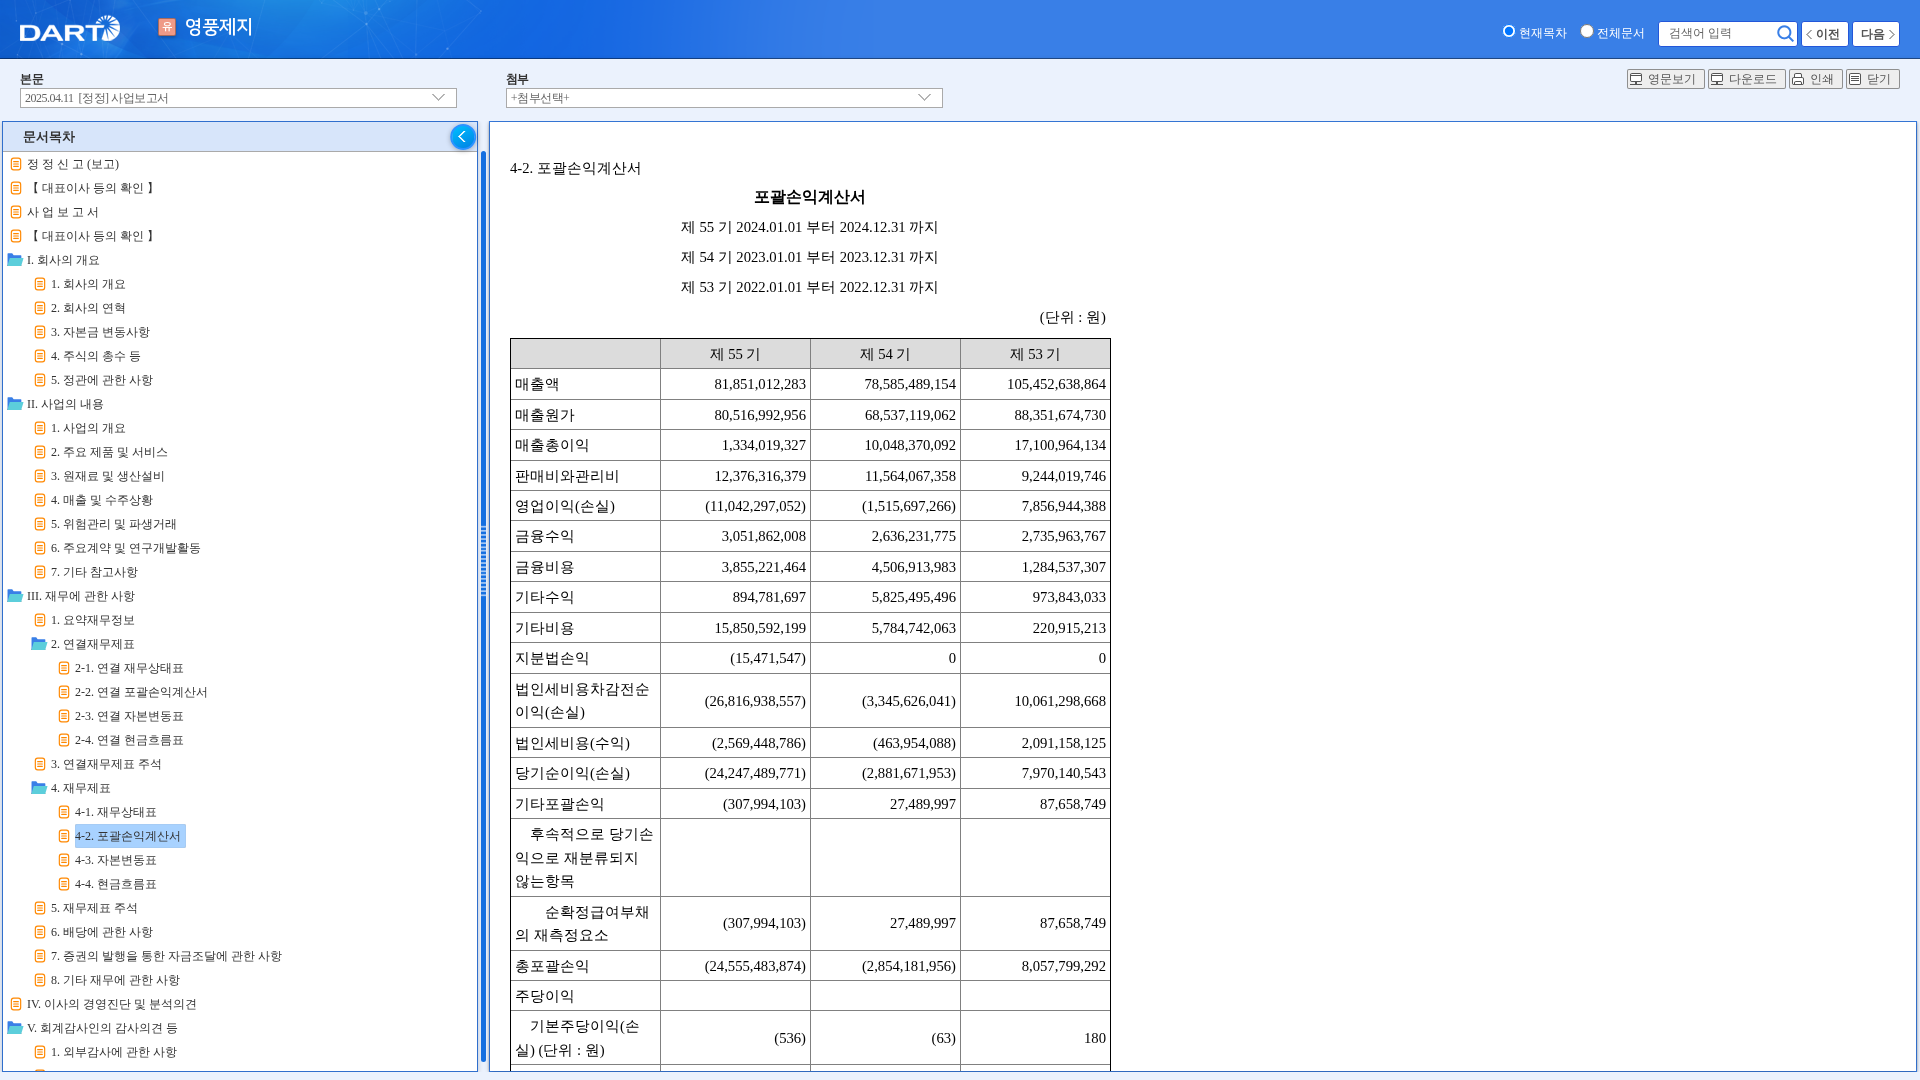 DART
유 영풍제지
현재목차 전체문서 검색어 입력 이전 다음
본문
2025.04.11 [정정] 사업보고서
첨부
+첨부선택+
영문보기 다운로드 인쇄 닫기
문서목차
정 정 신 고 (보고)
【 대표이사 등의 확인 】
사 업 보 고 서
【 대표이사 등의 확인 】
I. 회사의 개요
1. 회사의 개요
2. 회사의 연혁
3. 자본금 변동사항
4. 주식의 총수 등
5. 정관에 관한 사항
II. 사업의 내용
1. 사업의 개요
2. 주요 제품 및 서비스
3. 원재료 및 생산설비
4. 매출 및 수주상황
5. 위험관리 및 파생거래
6. 주요계약 및 연구개발활동
7. 기타 참고사항
III. 재무에 관한 사항
1. 요약재무정보
2. 연결재무제표
2-1. 연결 재무상태표
2-2. 연결 포괄손익계산서
2-3. 연결 자본변동표
2-4. 연결 현금흐름표
3. 연결재무제표 주석
4. 재무제표
4-1. 재무상태표
4-2. 포괄손익계산서
4-3. 자본변동표
4-4. 현금흐름표
5. 재무제표 주석
6. 배당에 관한 사항
7. 증권의 발행을 통한 자금조달에 관한 사항
8. 기타 재무에 관한 사항
IV. 이사의 경영진단 및 분석의견
V. 회계감사인의 감사의견 등
1. 외부감사에 관한 사항
4-2. 포괄손익계산서
포괄손익계산서
제 55 기 2024.01.01 부터 2024.12.31 까지
제 54 기 2023.01.01 부터 2023.12.31 까지
제 53 기 2022.01.01 부터 2022.12.31 까지
(단위 : 원)
제 55 기 제 54 기 제 53 기
매출액 81,851,012,283 78,585,489,154 105,452,638,864
매출원가 80,516,992,956 68,537,119,062 88,351,674,730
매출총이익 1,334,019,327 10,048,370,092 17,100,964,134
판매비와관리비 12,376,316,379 11,564,067,358 9,244,019,746
영업이익(손실) (11,042,297,052) (1,515,697,266) 7,856,944,388
금융수익 3,051,862,008 2,636,231,775 2,735,963,767
금융비용 3,855,221,464 4,506,913,983 1,284,537,307
기타수익 894,781,697 5,825,495,496 973,843,033
기타비용 15,850,592,199 5,784,742,063 220,915,213
지분법손익 (15,471,547) 0 0
법인세비용차감전순
이익(손실) (26,816,938,557) (3,345,626,041) 10,061,298,668
법인세비용(수익) (2,569,448,786) (463,954,088) 2,091,158,125
당기순이익(손실) (24,247,489,771) (2,881,671,953) 7,970,140,543
기타포괄손익 (307,994,103) 27,489,997 87,658,749
후속적으로 당기손
익으로 재분류되지
않는항목
순확정급여부채
의 재측정요소 (307,994,103) 27,489,997 87,658,749
총포괄손익 (24,555,483,874) (2,854,181,956) 8,057,799,292
주당이익
기본주당이익(손
실) (단위 : 원) (536) (63) 180